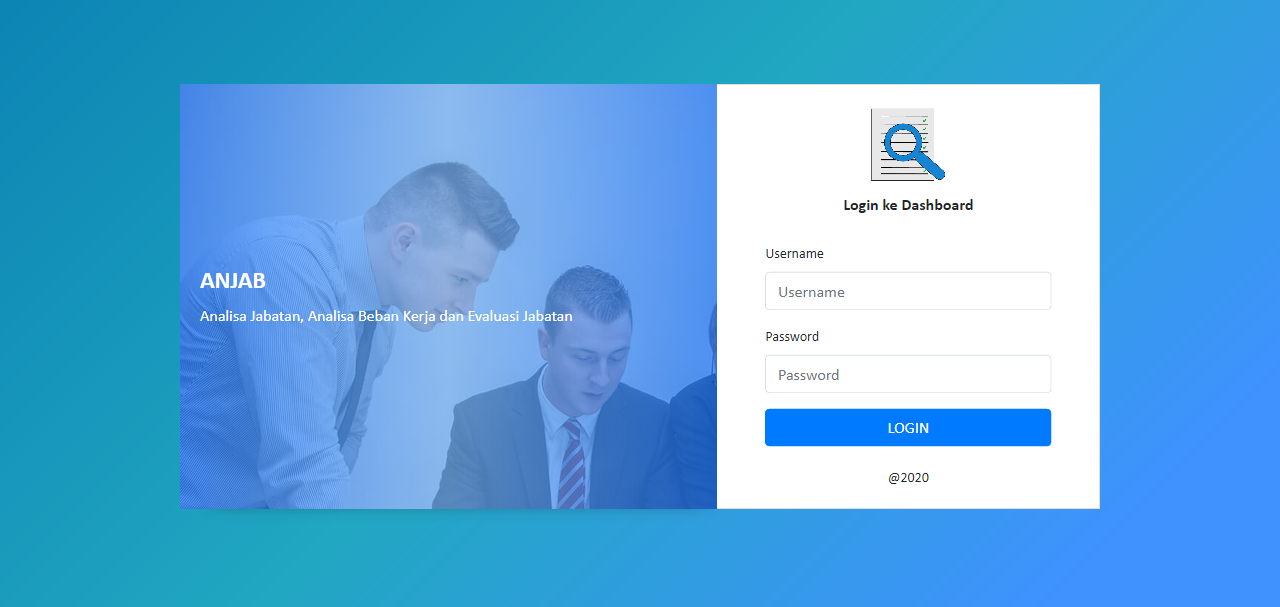 ANJAB
Analisa Jabatan, Analisa Beban Kerja dan Evaluasi Jabatan
Login ke Dashboard
Username
Username
Password
Password
LOGIN
@2020